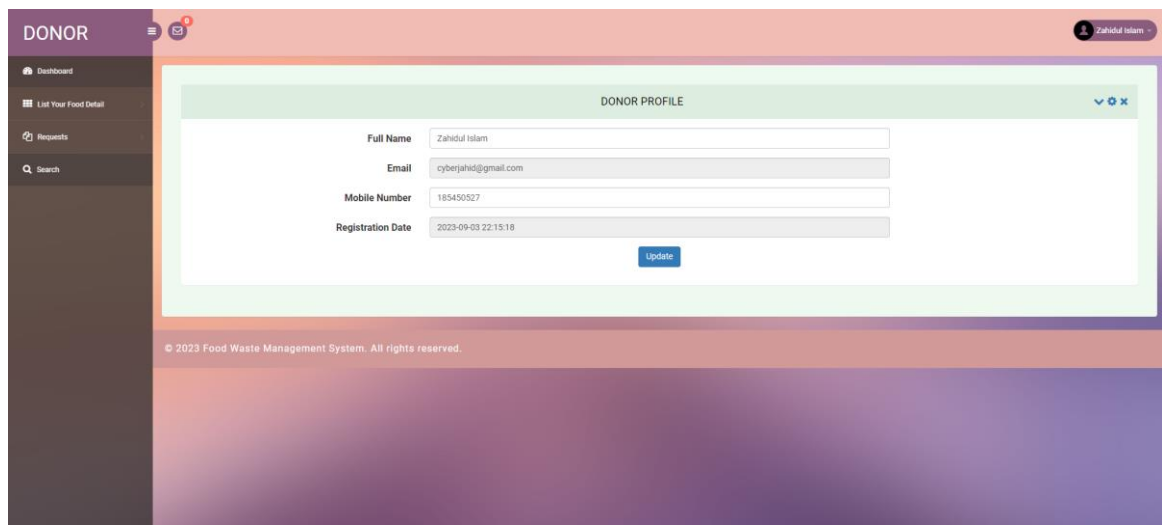 DONOR
0
Zahidul Islam
Dashboard
List Your Food Detail
Requests
Search
DONOR PROFILE
Full Name
Zahidul Islam
Email
cyberjahid@gmail.com
Mobile Number
185450527
Registration Date
2023-09-03 22:15:18
Update
© 2023 Food Waste Management System. All rights reserved.